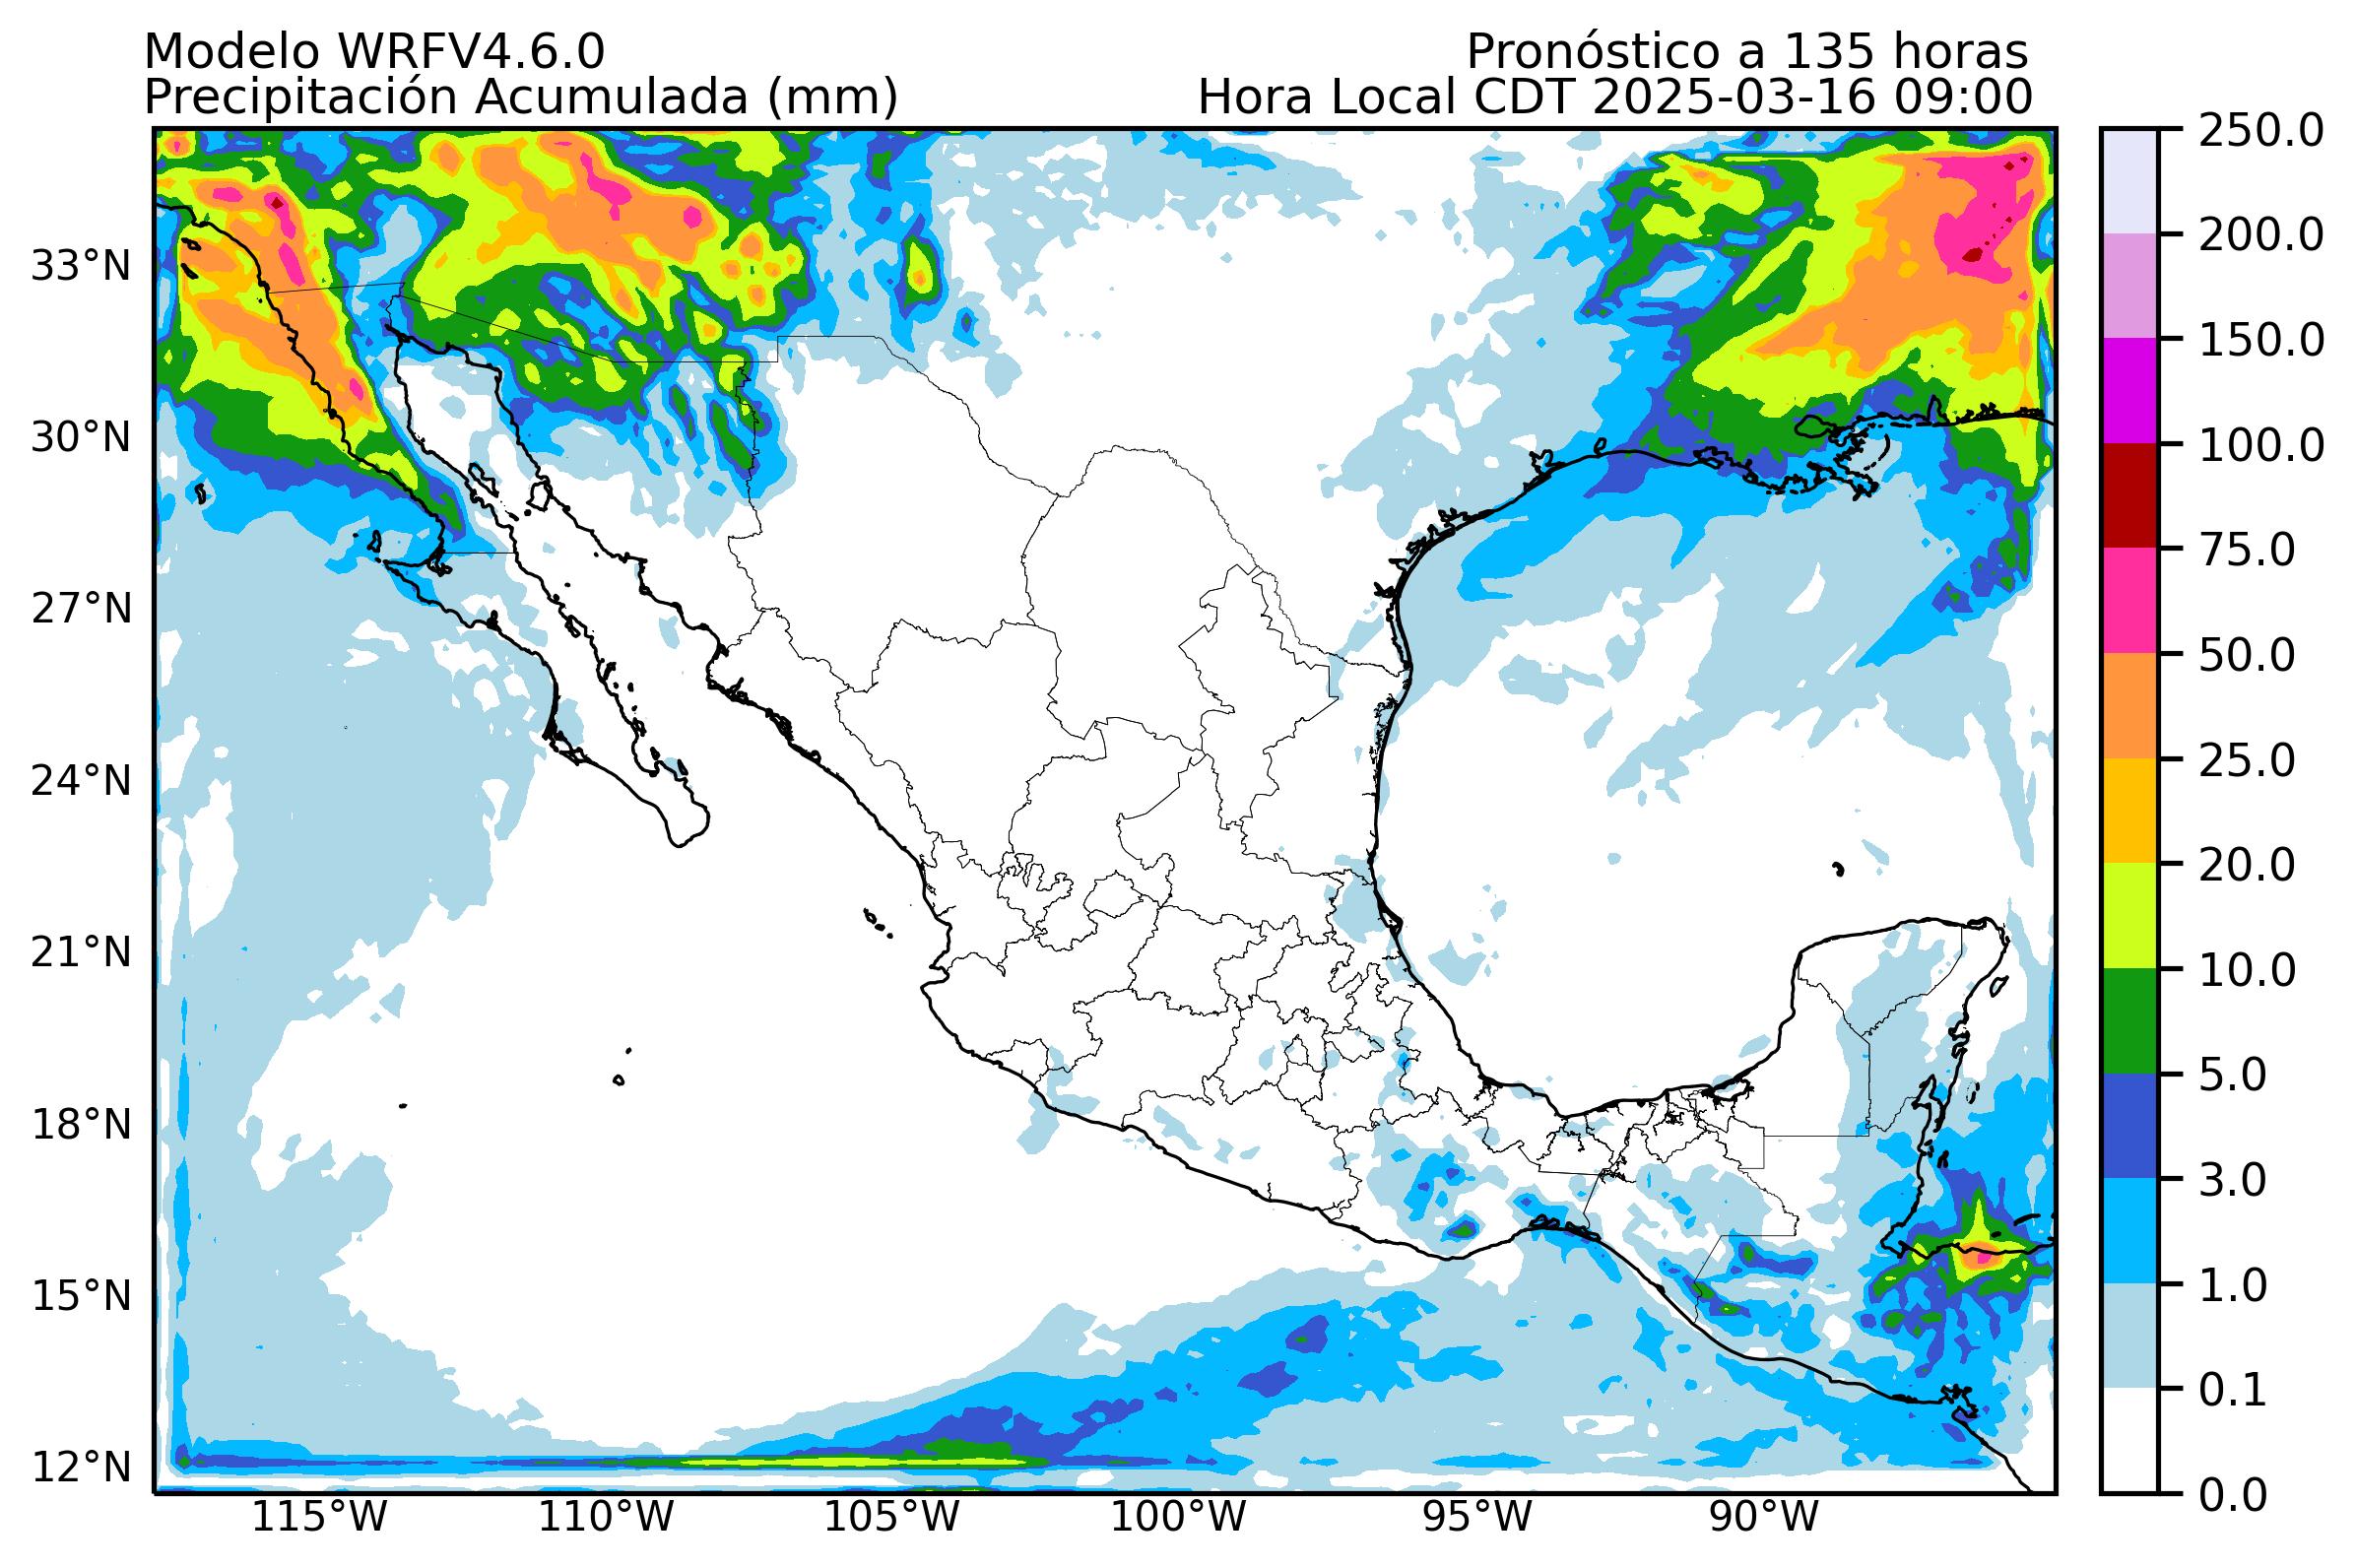 Modelo WRFV4.6.0
Pronóstico a 135 horas
Precipitación Acumulada (mm)
Hora Local CDT 2025-03-16 09:00
33°N
30°N
27°N
24°N
21°N
18°N
15°N
12°N
115°W
110°W
105°W
100°W
95°W
90°W
250.0
200.0
150.0
100.0
75.0
50.0
25.0
20.0
10.0
5.0
3.0
1.0
0.1
0.0